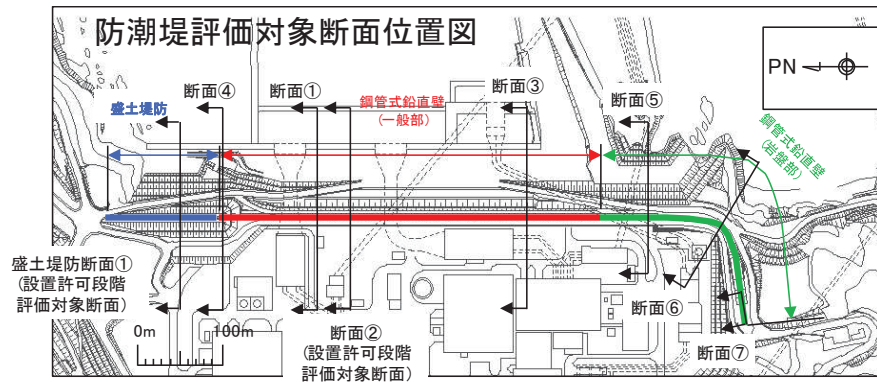 防潮堤評価対象断面位置図
PN
断面④
断面①
断面③
断面⑤
盛土堤防
鋼管式鉛直壁
(一般部)
鋼管式鉛直壁
(岩盤部)
盛土堤防断面①
(設置許可段階
評価対象断面)
0m
100m
断面②
(設置許可段階
評価対象断面)
断面⑥
断面⑦